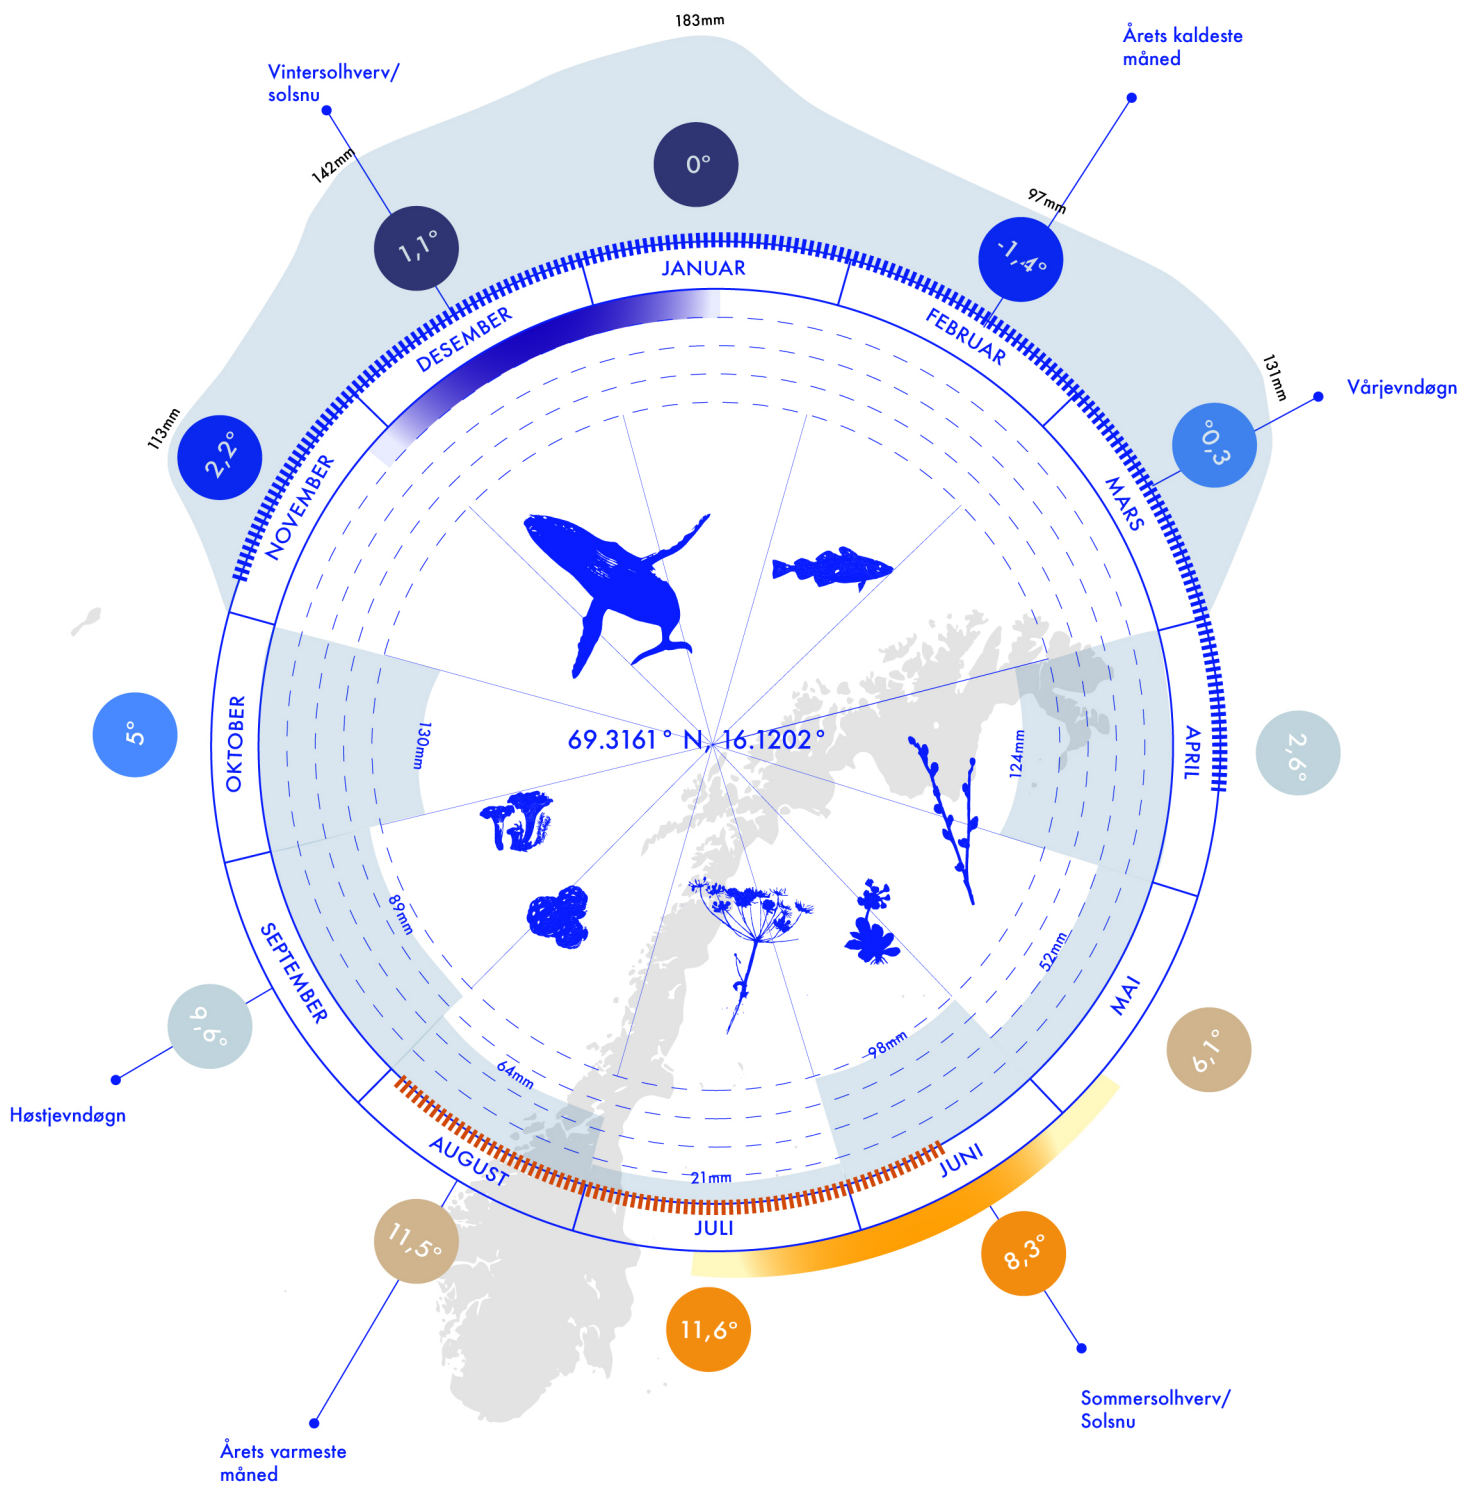 183mm
Årets kaldeste
måned
Vintersolhverv/
solsnu
142mm
0°
97mm
1,1°
-1,4°
JANUAR
DESEMBER
FEBRUAR
131mm
Vårjevndøgn
113mm
2,2°
°0,3
NOVEMBER
MARS
69.3161° N, 16.1202°
5°
OKTOBER
130mm
124mm
APRIL
2,6°
89mm
52mm
SEPTEMBER
MAI
9,9°
98mm
64mm
6,1°
Høstjevndøgn
AUGUST
JUNI
21mm
JULI
11,5°
8,3°
11,6°
Sommersolhverv/
Solsnu
Årets varmeste
måned